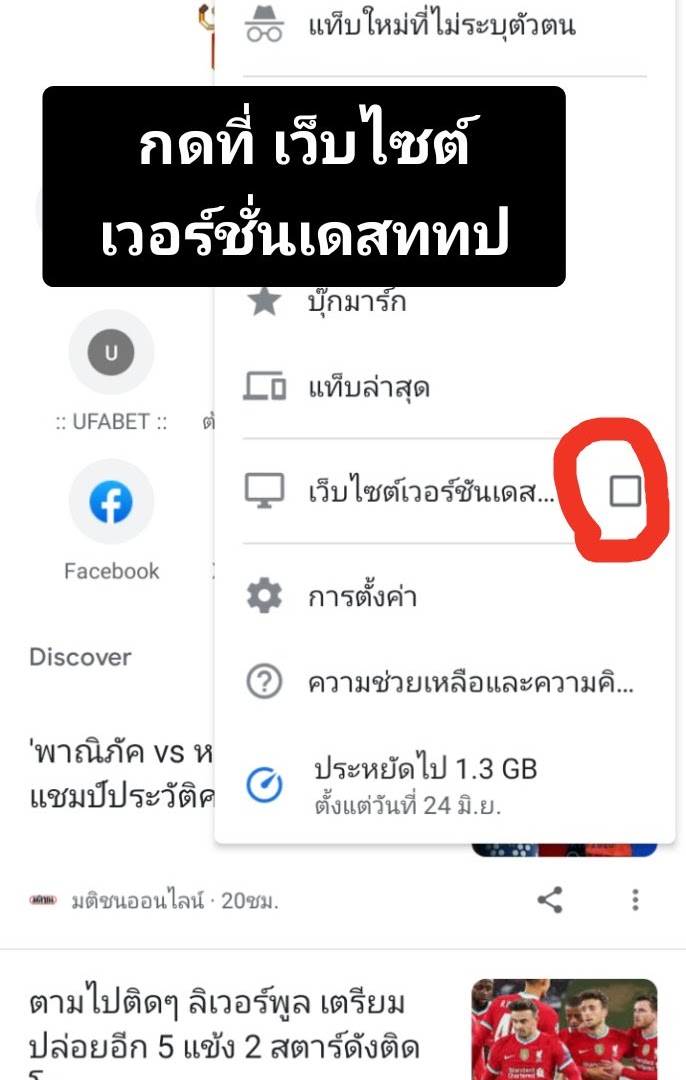 แท็บใหม่ที่ไม่ระบุตัวตน
กดที่ เว็บไซต์
เวอร์ชั่นเดสททป
บุ๊กมาร์ก
U
แท็บล่าสุด
:: UFABET ::
เว็บไซต์เวอร์ชันเดส...
Facebook
การตั้งค่า
Discover
ความช่วยเหลือและความคิ...
'พาณิภัค vs ห
แชมป์ประวัติ
ประหยัดไป 1.3 GB
ตั้งแต่วันที่ 24 มิ.ย.
มติชนออนไลน์ · 20ชม.
ตามไปติดๆ ลิเวอร์พูล เตรียม
ปล่อยอีก 5 แข้ง 2 สตาร์ดังติด
Standard
Chartered